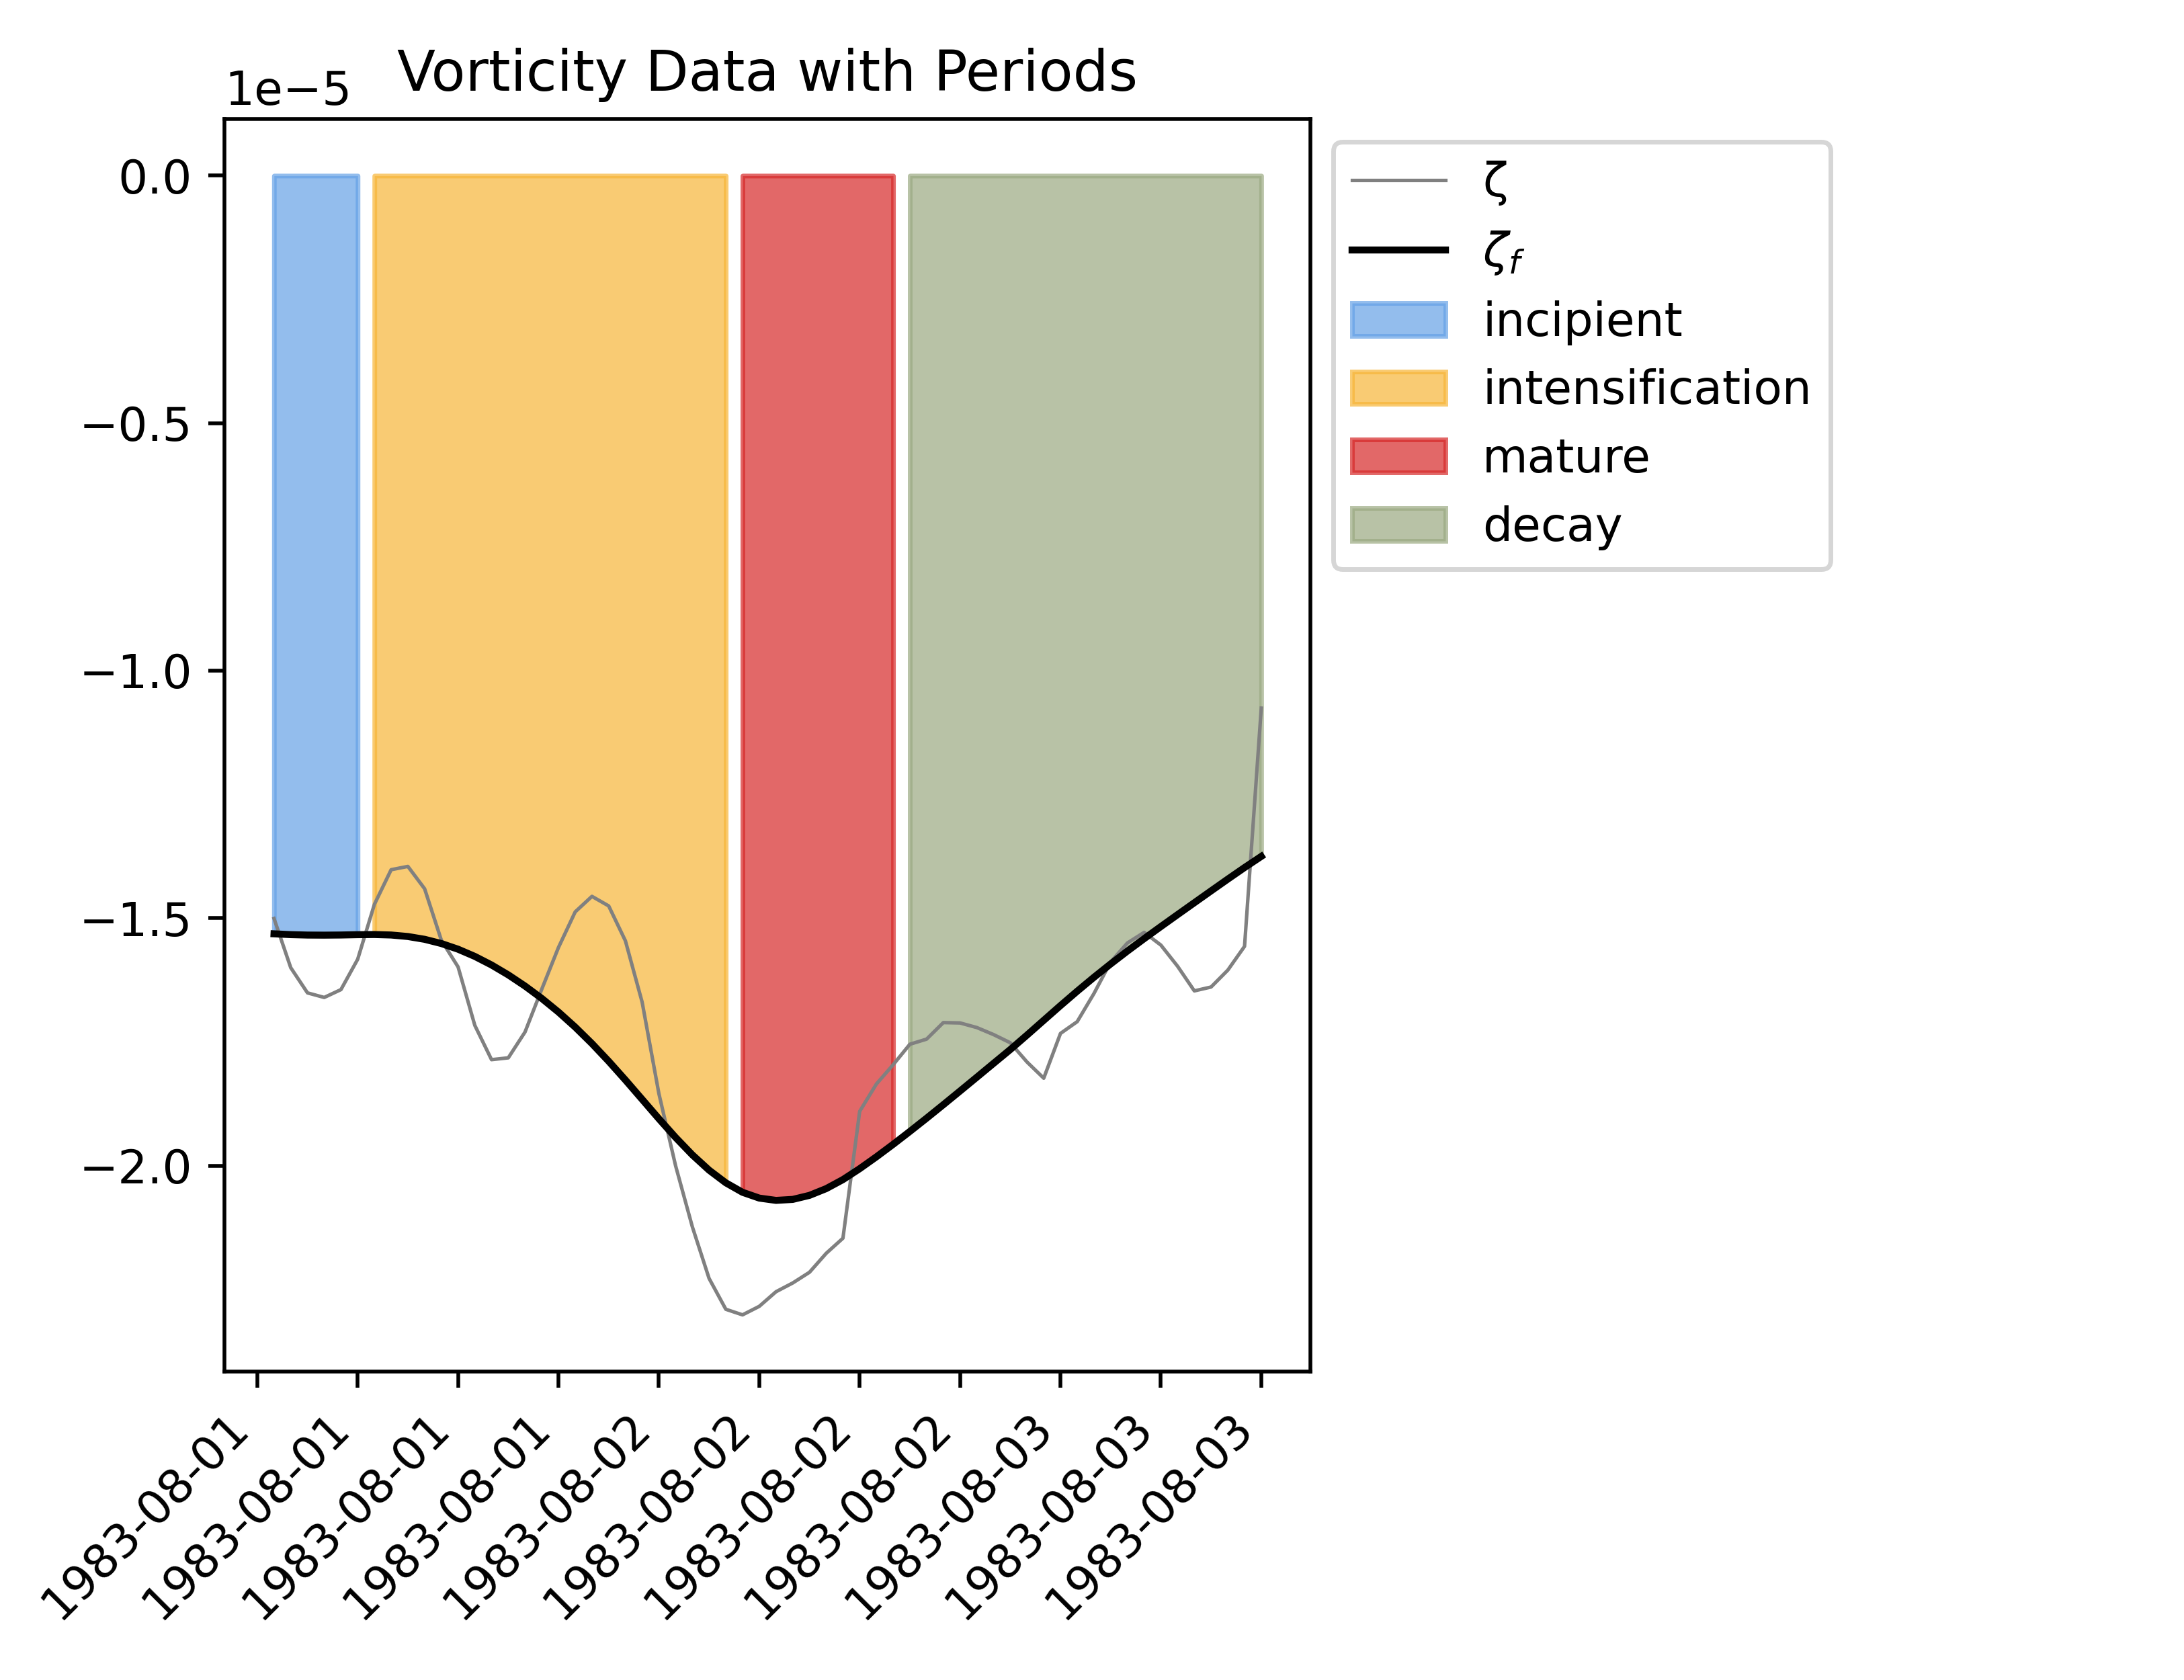 Vorticity Data with Periods
1e−5
0.0
−0.5
−1.0
−1.5
−2.0
1983-08-01
1983-08-01
1983-08-01
1983-08-01
1983-08-02
1983-08-02
1983-08-02
1983-08-02
1983-08-03
1983-08-03
1983-08-03
ζ
ζf
incipient
intensification
mature
decay